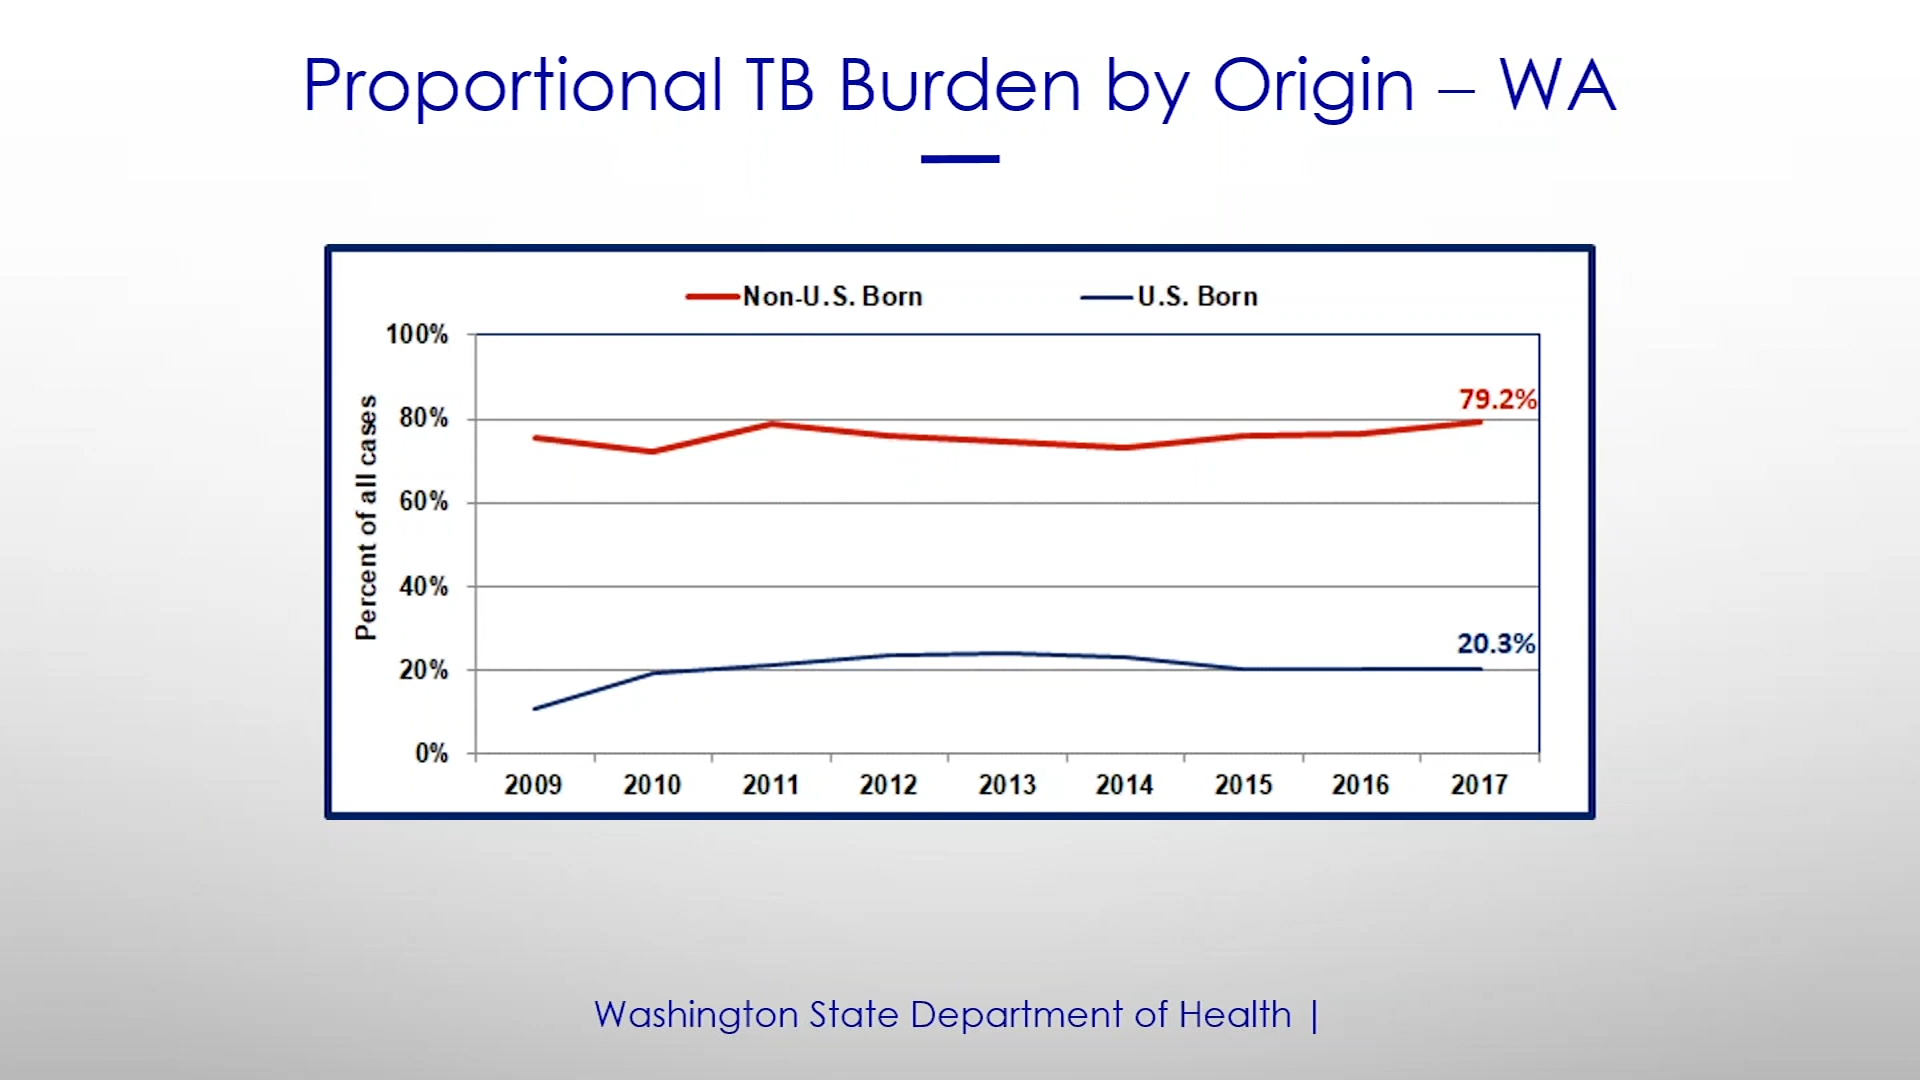 Proportional TB Burden by Origin – WA
Non-U.S. Born
U.S. Born
Percent of all cases
100%
80%
60%
40%
20%
0%
79.2%
20.3%
2009 2010 2011 2012 2013 2014 2015 2016 2017
Washington State Department of Health |